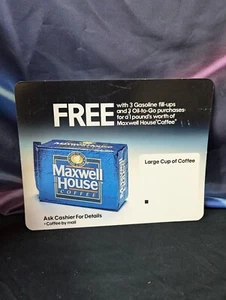 FREE with 3 Gasoline fill-ups
and 3 Oil-to-Go purchases
for a 1 pound's worth of
Maxwell House® Coffee*
Maxwell
House
COFFEE
Large Cup of Coffee
Ask Cashier For Details
*Coffee by mail